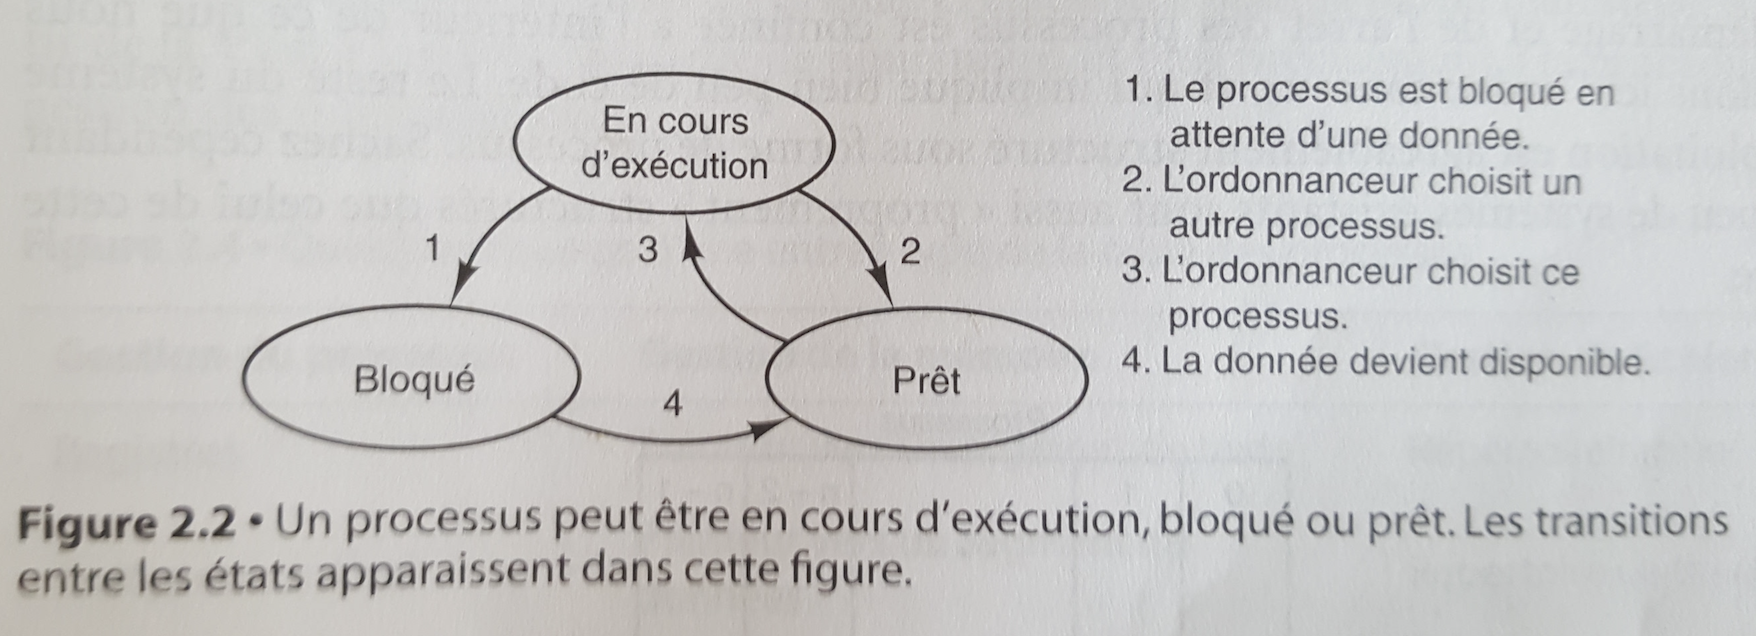 En cours
d'exécution
1
3
2
Bloqué
4
Prêt
1. Le processus est bloqué en
attente d'une donnée.
2. L'ordonnanceur choisit un
autre processus.
3. L'ordonnanceur choisit ce
processus.
4. La donnée devient disponible.
Figure 2.2 • Un processus peut être en cours d'exécution, bloqué ou prêt. Les transitions
entre les états apparaissent dans cette figure.